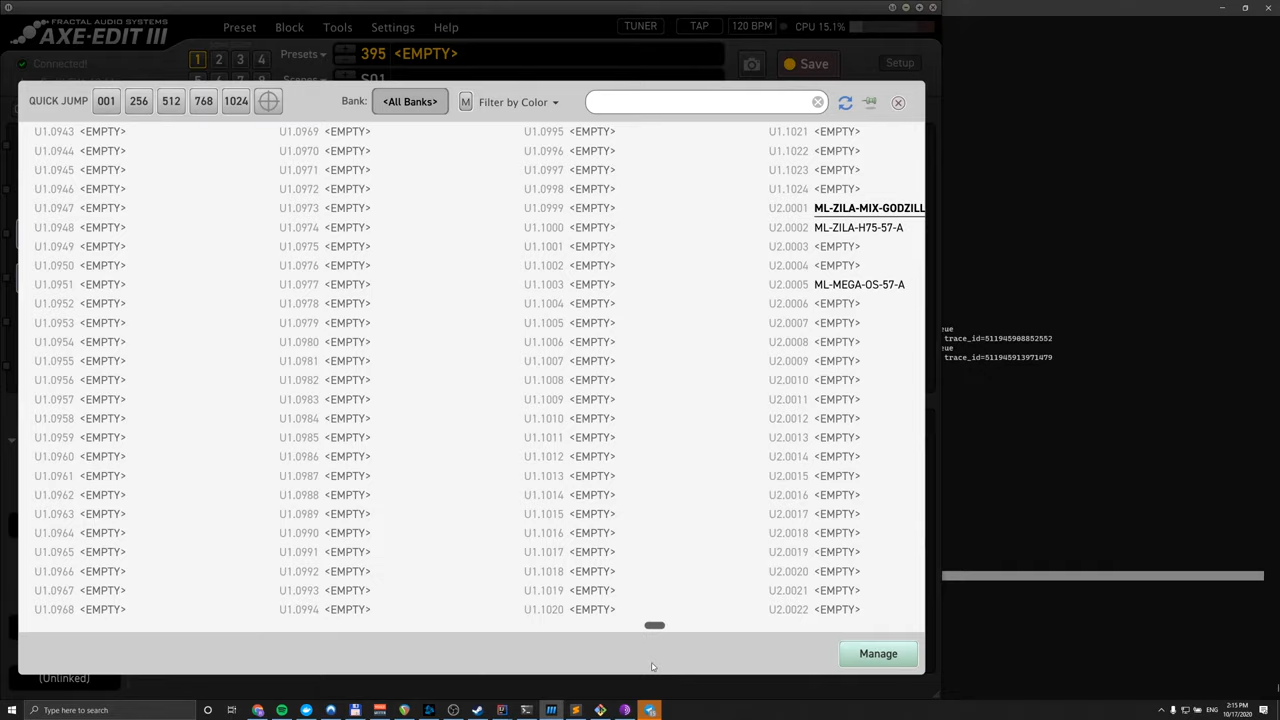 FRACTAL AUDIO SYSTEMS
AXE-EDIT III
Preset Block Tools Settings Help
TUNER TAP 120 BPM CPU 15.1%
Connected!
1 2 3 4
Presets
395 <EMPTY>
Save
Setup
QUICK JUMP 001 256 512 768 1024 Bank: <All Banks> M Filter by Color
U1.0943 <EMPTY> U1.0969 <EMPTY> U1.0995 <EMPTY> U1.1021 <EMPTY>
U1.0944 <EMPTY> U1.0970 <EMPTY> U1.0996 <EMPTY> U1.1022 <EMPTY>
U1.0945 <EMPTY> U1.0971 <EMPTY> U1.0997 <EMPTY> U1.1023 <EMPTY>
U1.0946 <EMPTY> U1.0972 <EMPTY> U1.0998 <EMPTY> U1.1024 <EMPTY>
U1.0947 <EMPTY> U1.0973 <EMPTY> U1.0999 <EMPTY> U2.0001 ML-ZILA-MIX-GODZILL
U1.0948 <EMPTY> U1.0974 <EMPTY> U1.1000 <EMPTY> U2.0002 ML-ZILA-H75-57-A
U1.0949 <EMPTY> U1.0975 <EMPTY> U1.1001 <EMPTY> U2.0003 <EMPTY>
U1.0950 <EMPTY> U1.0976 <EMPTY> U1.1002 <EMPTY> U2.0004 <EMPTY>
U1.0951 <EMPTY> U1.0977 <EMPTY> U1.1003 <EMPTY> U2.0005 ML-MEGA-OS-57-A
U1.0952 <EMPTY> U1.0978 <EMPTY> U1.1004 <EMPTY> U2.0006 <EMPTY>
U1.0953 <EMPTY> U1.0979 <EMPTY> U1.1005 <EMPTY> U2.0007 <EMPTY>
U1.0954 <EMPTY> U1.0980 <EMPTY> U1.1006 <EMPTY> U2.0008 <EMPTY>
U1.0955 <EMPTY> U1.0981 <EMPTY> U1.1007 <EMPTY> U2.0009 <EMPTY>
U1.0956 <EMPTY> U1.0982 <EMPTY> U1.1008 <EMPTY> U2.0010 <EMPTY>
U1.0957 <EMPTY> U1.0983 <EMPTY> U1.1009 <EMPTY> U2.0011 <EMPTY>
U1.0958 <EMPTY> U1.0984 <EMPTY> U1.1010 <EMPTY> U2.0012 <EMPTY>
U1.0959 <EMPTY> U1.0985 <EMPTY> U1.1011 <EMPTY> U2.0013 <EMPTY>
U1.0960 <EMPTY> U1.0986 <EMPTY> U1.1012 <EMPTY> U2.0014 <EMPTY>
U1.0961 <EMPTY> U1.0987 <EMPTY> U1.1013 <EMPTY> U2.0015 <EMPTY>
U1.0962 <EMPTY> U1.0988 <EMPTY> U1.1014 <EMPTY> U2.0016 <EMPTY>
U1.0963 <EMPTY> U1.0989 <EMPTY> U1.1015 <EMPTY> U2.0017 <EMPTY>
U1.0964 <EMPTY> U1.0990 <EMPTY> U1.1016 <EMPTY> U2.0018 <EMPTY>
U1.0965 <EMPTY> U1.0991 <EMPTY> U1.1017 <EMPTY> U2.0019 <EMPTY>
U1.0966 <EMPTY> U1.0992 <EMPTY> U1.1018 <EMPTY> U2.0020 <EMPTY>
U1.0967 <EMPTY> U1.0993 <EMPTY> U1.1019 <EMPTY> U2.0021 <EMPTY>
U1.0968 <EMPTY> U1.0994 <EMPTY> U1.1020 <EMPTY> U2.0022 <EMPTY>
eue
trace_id=511945908852552
eue
trace_id=511945913971479
Manage
(Unlinked)
Type here to search
ENG
2:15 PM
10/17/2020